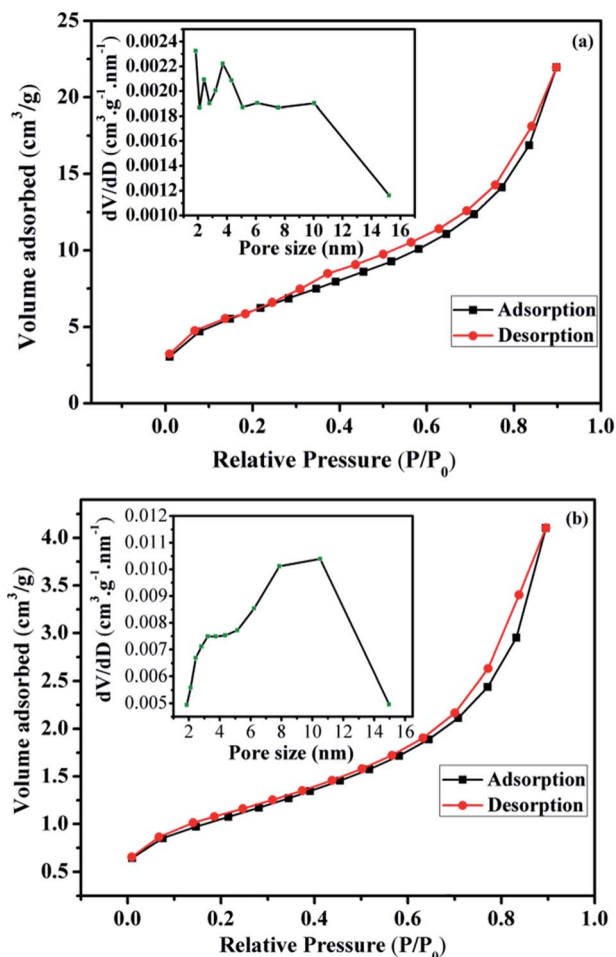 (a)
25
20
15
10
5
0
0.0 0.2 0.4 0.6 0.8 1.0
Volume adsorbed (cm³/g)
Relative Pressure (P/P₀)
Adsorption
Desorption
0.0024
0.0022
0.0020
0.0018
0.0016
0.0014
0.0012
0.0010
2 4 6 8 10 12 14 16
dV/dD (cm³.g⁻¹.nm⁻¹)
Pore size (nm)
(b)
4.0
3.5
3.0
2.5
2.0
1.5
1.0
0.5
0.0 0.2 0.4 0.6 0.8 1.0
Volume adsorbed (cm³/g)
Relative Pressure (P/P₀)
Adsorption
Desorption
0.012
0.011
0.010
0.009
0.008
0.007
0.006
0.005
2 4 6 8 10 12 14 16
dV/dD (cm³.g⁻¹.nm⁻¹)
Pore size (nm)